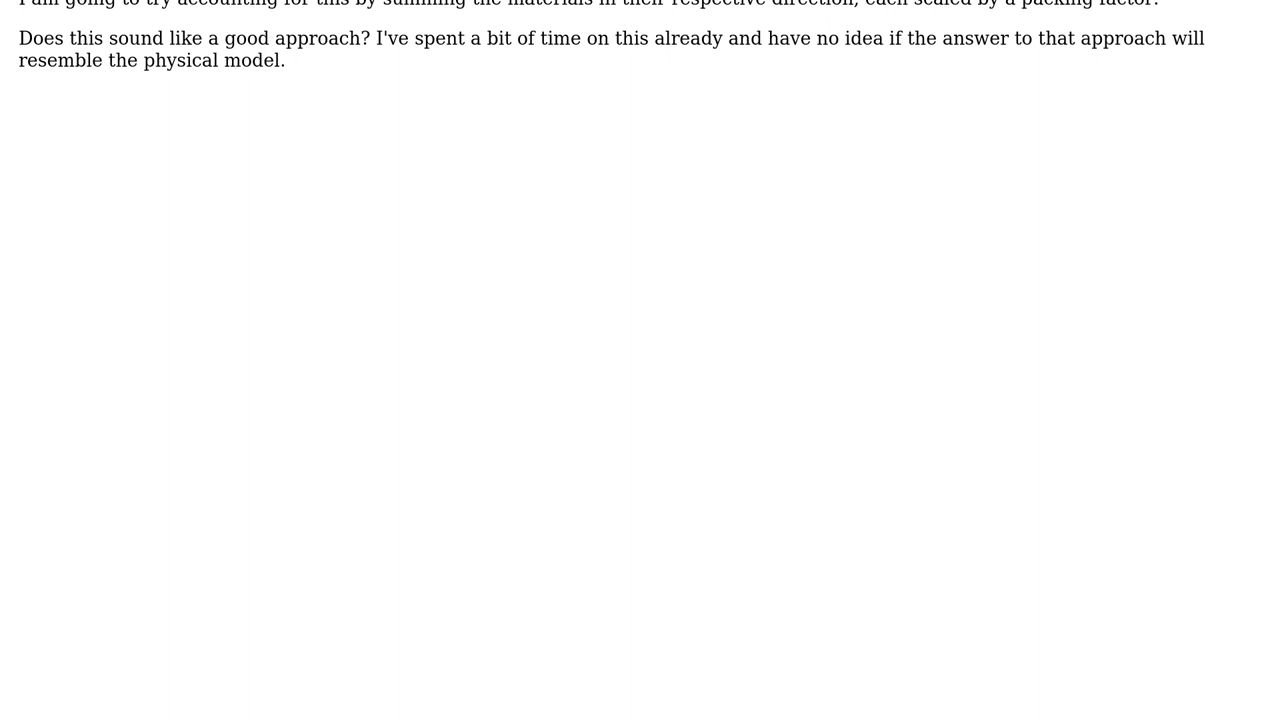 I am going to try accounting for this by summing the materials in their respective direction, each scaled by a packing factor.
Does this sound like a good approach? I've spent a bit of time on this already and have no idea if the answer to that approach will
resemble the physical model.